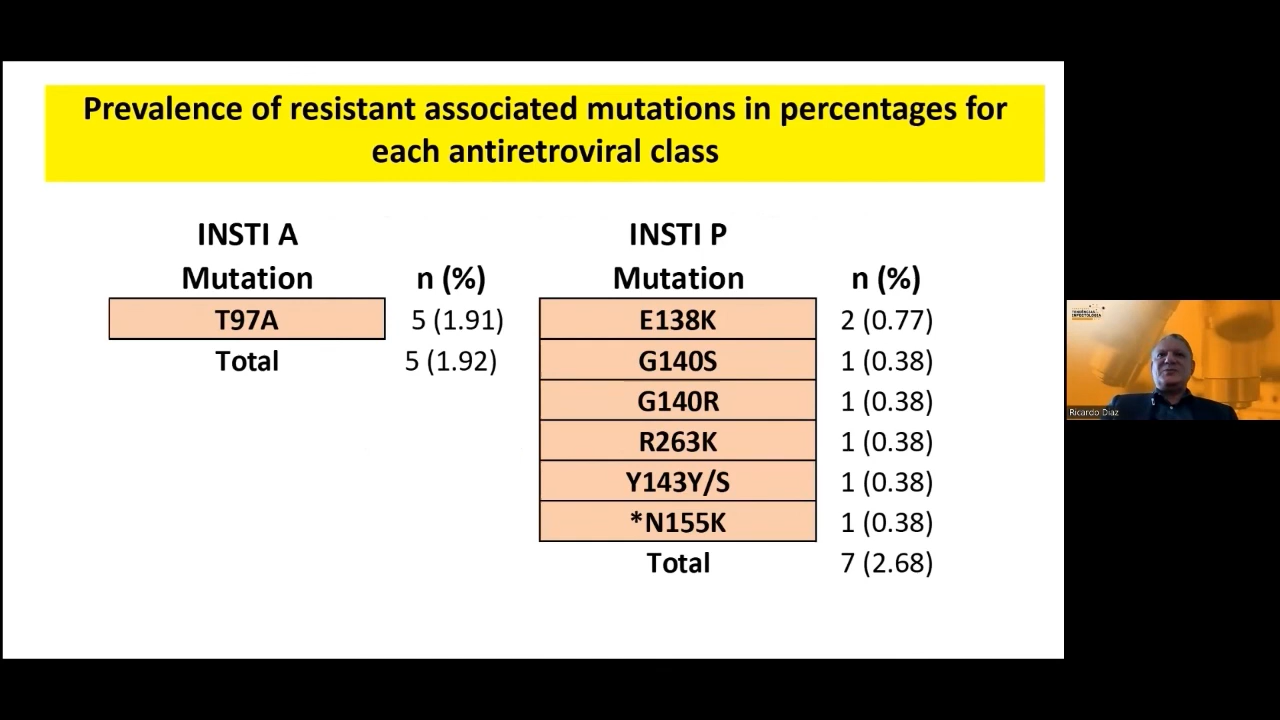 Prevalence of resistant associated mutations in percentages for
each antiretroviral class
INSTI A
Mutation n (%)
T97A 5 (1.91)
Total 5 (1.92)
INSTI P
Mutation n (%)
E138K 2 (0.77)
G140S 1 (0.38)
G140R 1 (0.38)
R263K 1 (0.38)
Y143Y/S 1 (0.38)
*N155K 1 (0.38)
Total 7 (2.68)
TENDÊNCIAS
INFECTOLOGIA
Ricardo Diaz